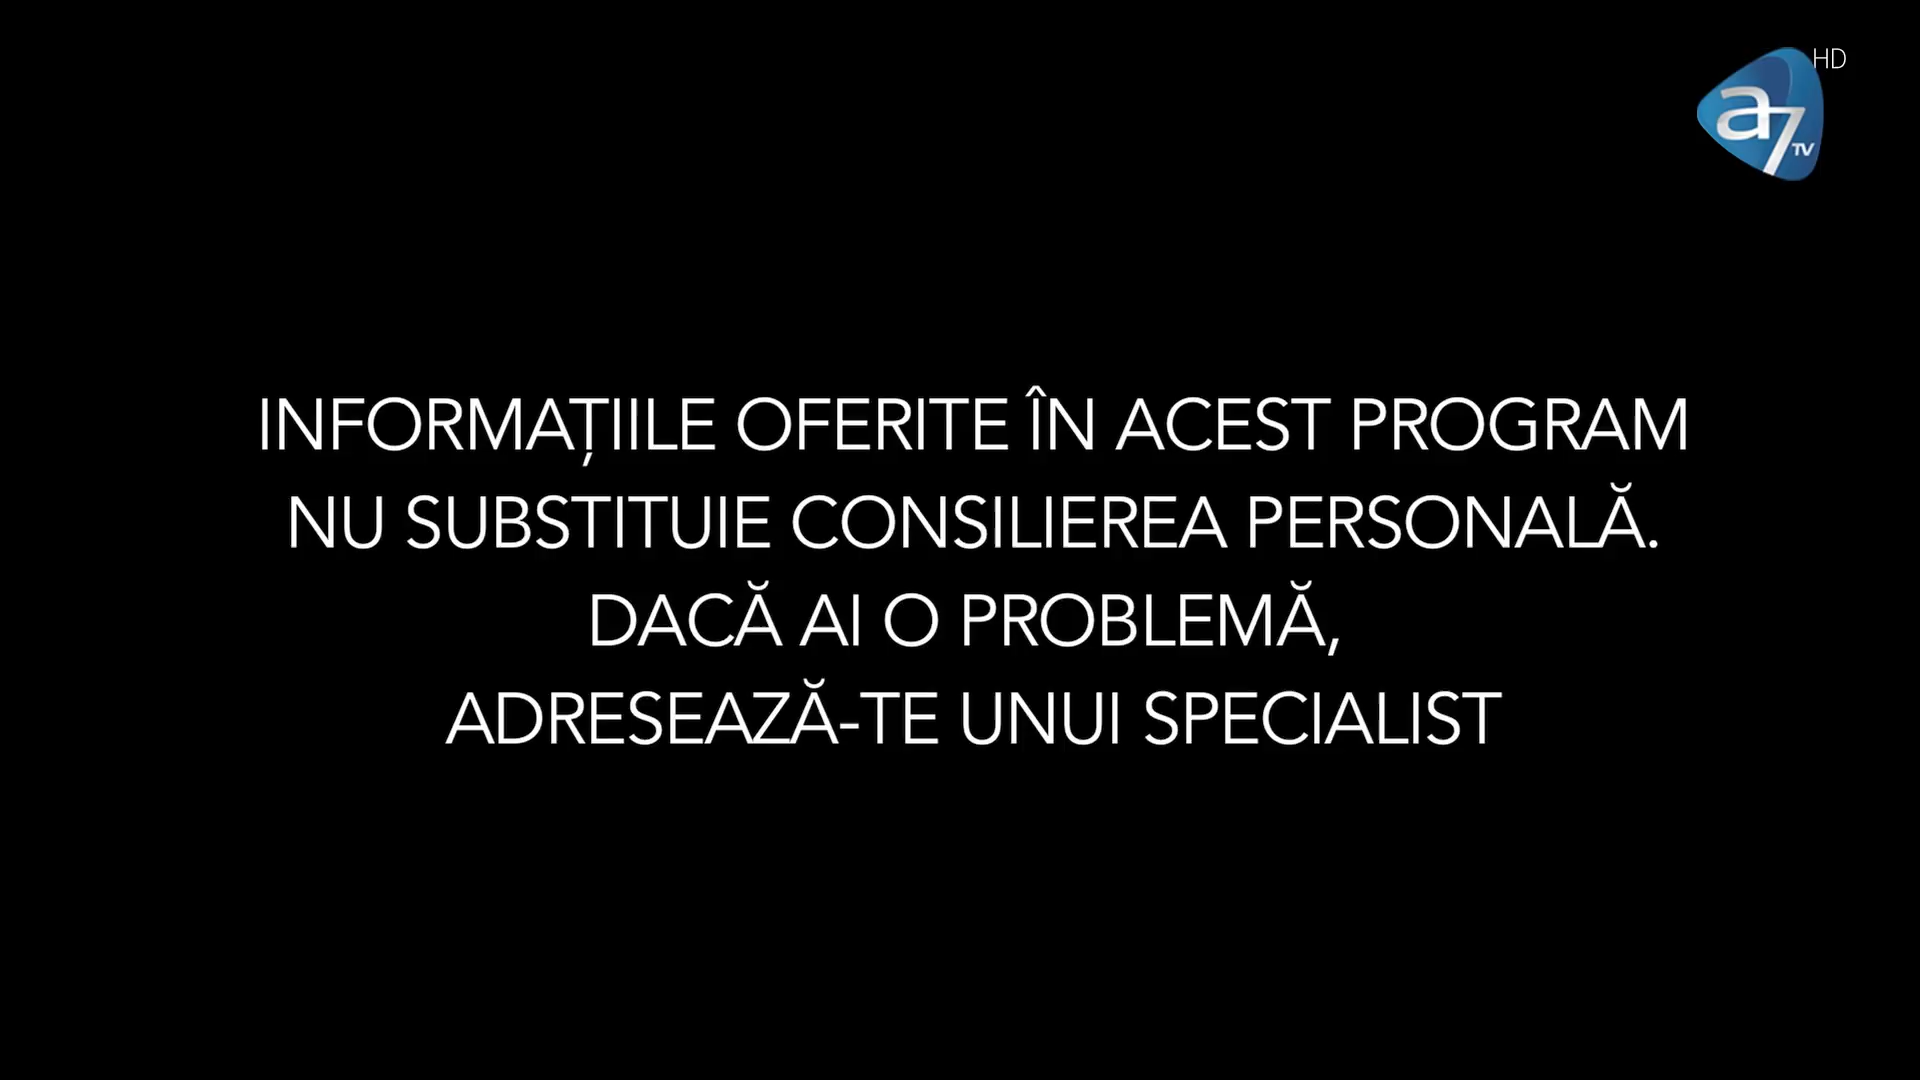 HD
a7 TV
INFORMAȚIILE OFERITE ÎN ACEST PROGRAM
NU SUBSTITUIE CONSILIEREA PERSONALĂ.
DACĂ AI O PROBLEMĂ,
ADRESEAZĂ-TE UNUI SPECIALIST